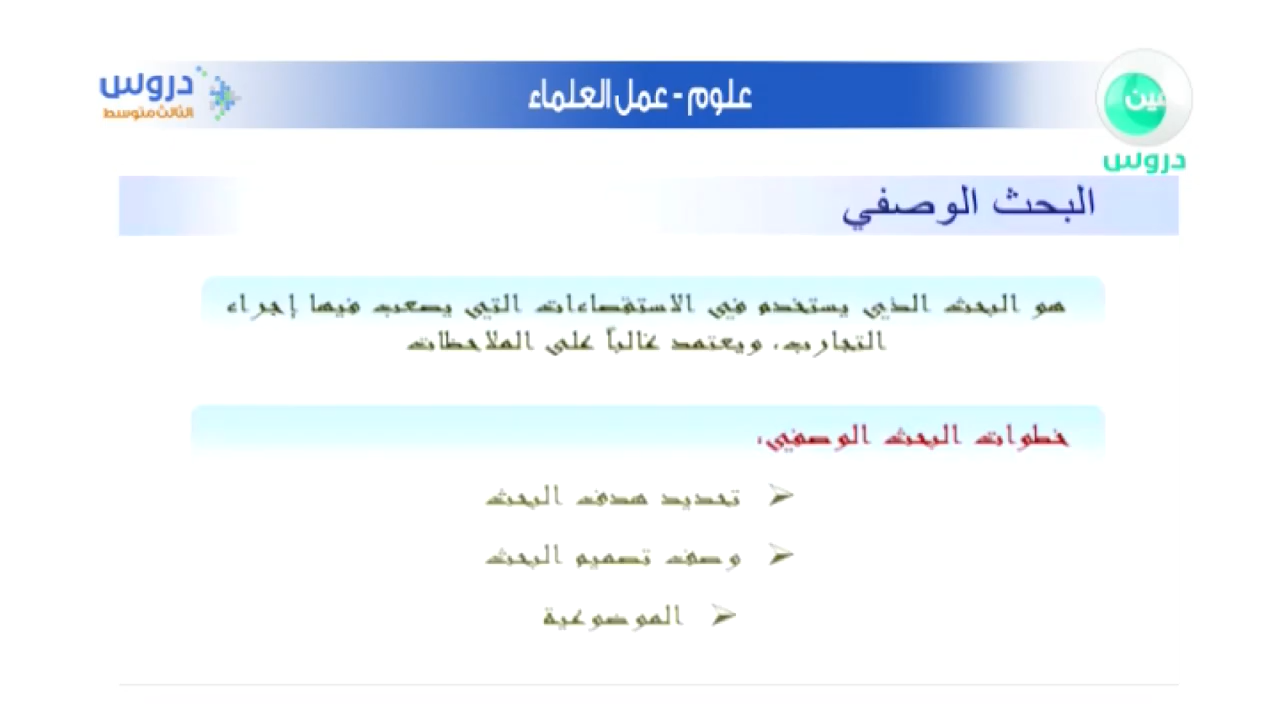 علوم - عمل العلماء
دروس
الثالث متوسط
عين
دروس
البحث الوصفي
هو البحث الذي يستخدم في الاستقصاءات التي يصعب فيها إجراء
التجارب، ويعتمد غالباً على الملاحظات
خطوات البحث الوصفي:
تحديد هدف البحث
وصف تصميم البحث
الموضوعية